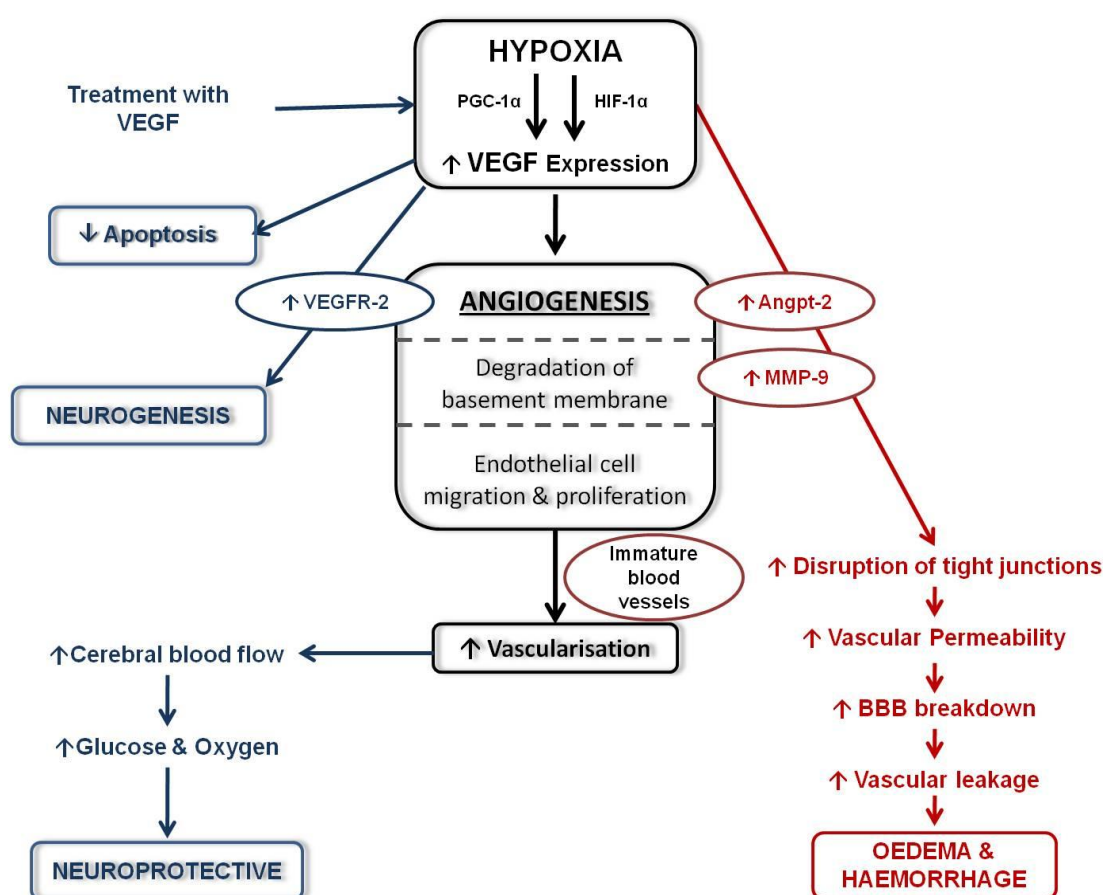 HYPOXIA
PGC-1α
HIF-1α
↑ VEGF Expression
Treatment with
VEGF
↓ Apoptosis
↑ VEGFR-2
NEUROGENESIS
ANGIOGENESIS
Degradation of
basement membrane
Endothelial cell
migration & proliferation
↑ Angpt-2
↑ MMP-9
Immature
blood
vessels
↑ Vascularisation
↑Cerebral blood flow
↑Glucose & Oxygen
NEUROPROTECTIVE
↑ Disruption of tight junctions
↑ Vascular Permeability
↑ BBB breakdown
↑ Vascular leakage
OEDEMA &
HAEMORRHAGE